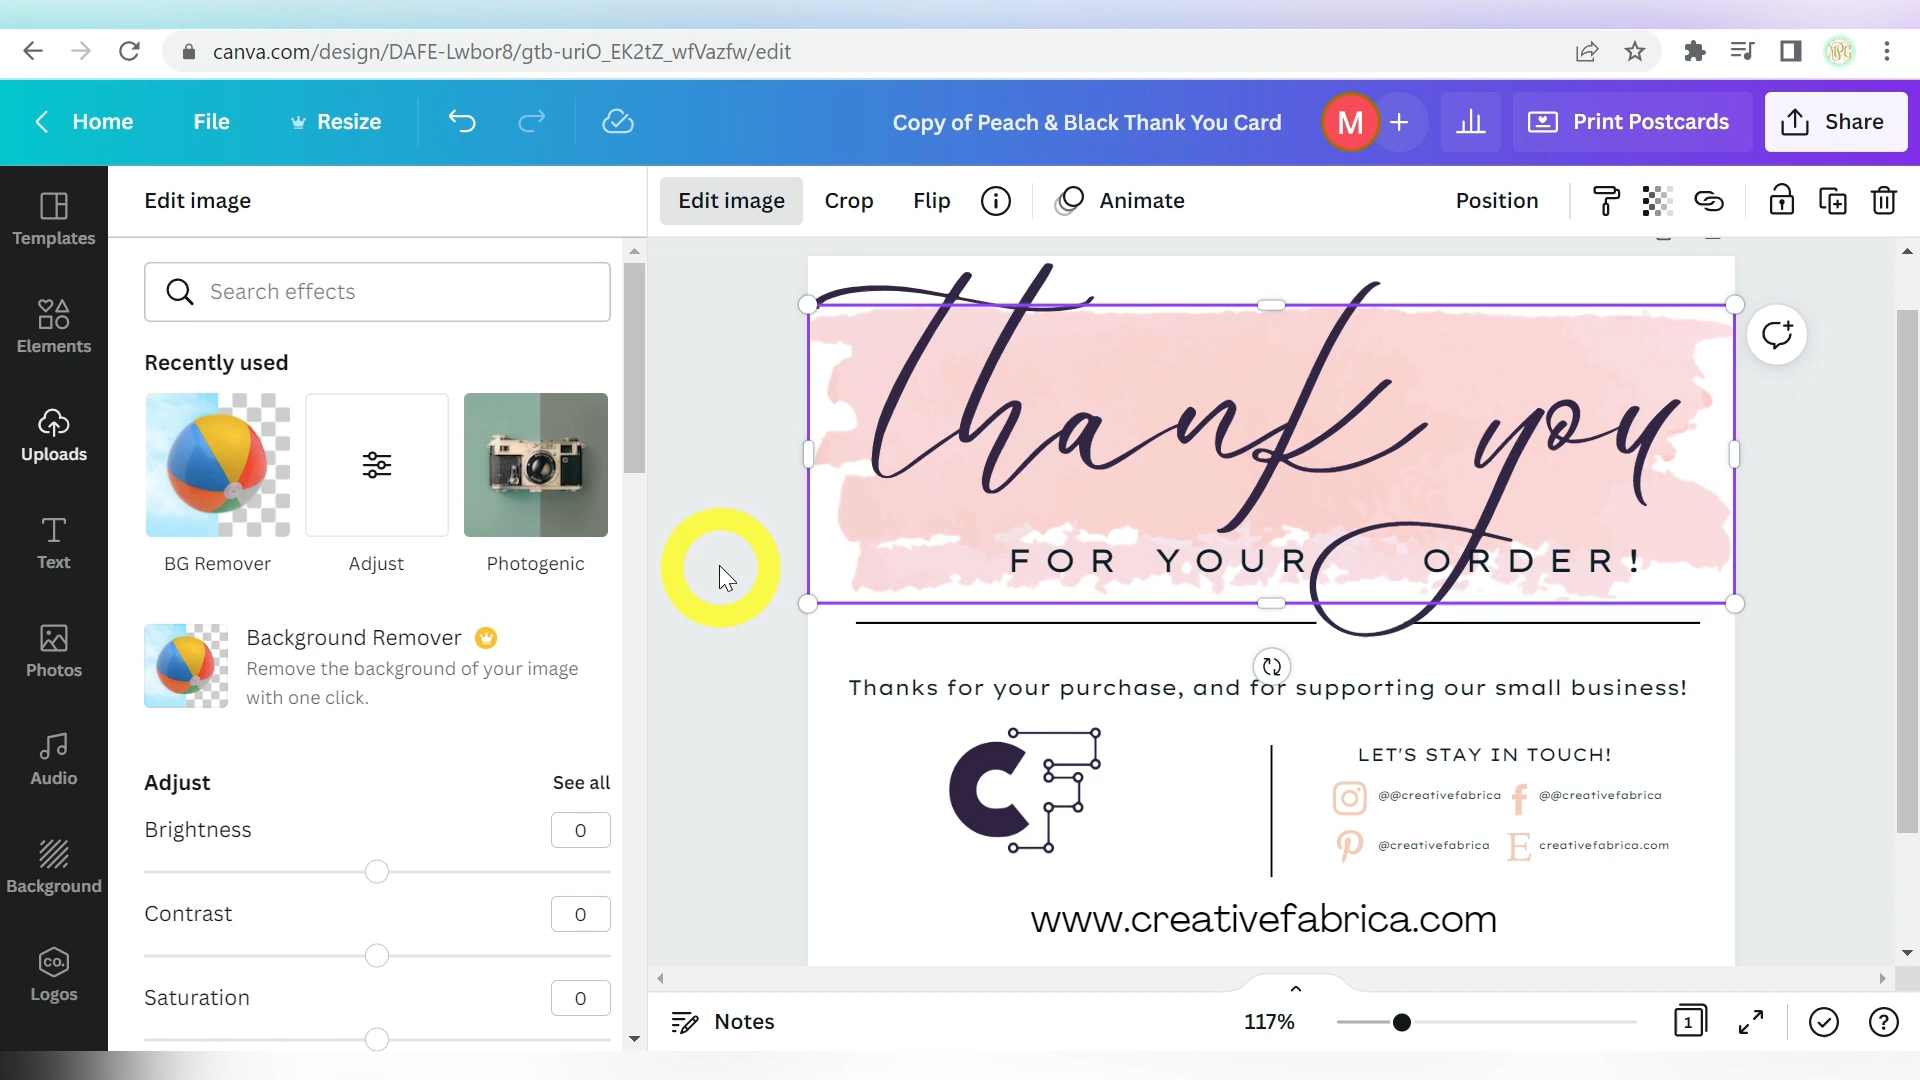 canva.com/design/DAFE-Lwbor8/gtb-uriO_EK2tZ_wfVazfw/edit
Home File Resize Copy of Peach & Black Thank You Card M Print Postcards Share
Edit image
Edit image Crop Flip Animate Position
Templates
Elements
Uploads
Text
Photos
Audio
Background
CO.
Logos
Search effects
Recently used
BG Remover Adjust Photogenic
Background Remover
Remove the background of your image
with one click.
Adjust See all
Brightness 0
Contrast 0
Saturation 0
thank you
FOR YOUR ORDER!
Thanks for your purchase, and for supporting our small business!
CF
LET'S STAY IN TOUCH!
@@creativefabrica @@creativefabrica
@creativefabrica E creativefabrica.com
www.creativefabrica.com
Notes 117% 1